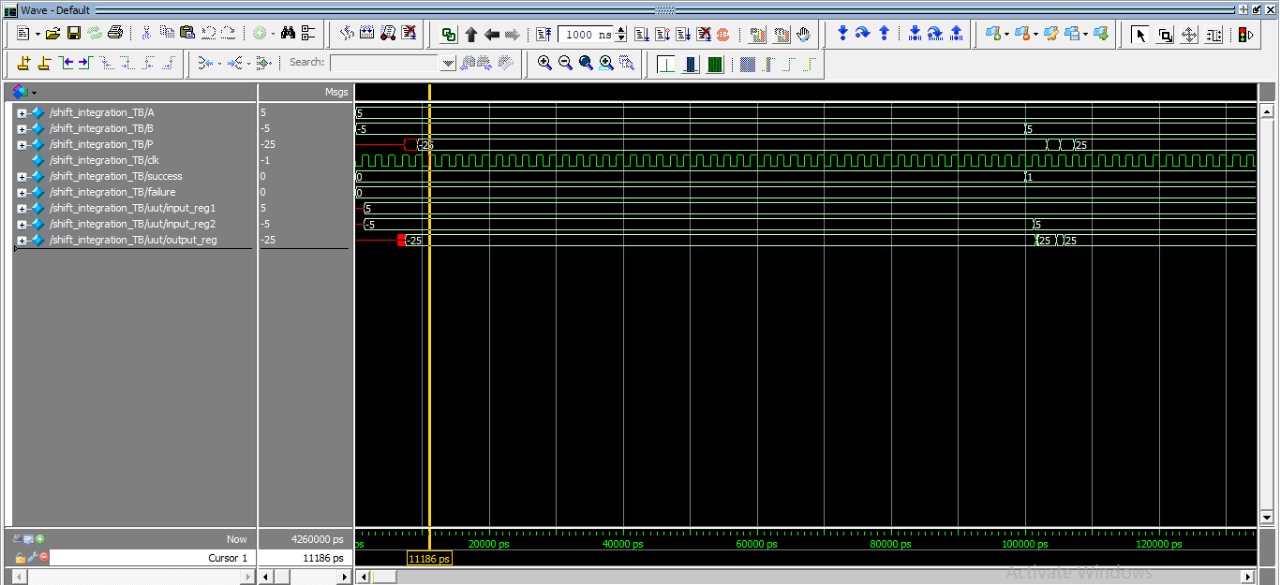 Wave - Default
1000 ns
Search:
Msgs
/shift_integration_TB/A 5 5
/shift_integration_TB/B -5 -5 5
/shift_integration_TB/P -25 -25 25
/shift_integration_TB/clk -1
/shift_integration_TB/success 0 0 1
/shift_integration_TB/failure 0 0
/shift_integration_TB/uut/input_reg1 5 5
/shift_integration_TB/uut/input_reg2 -5 -5 5
/shift_integration_TB/uut/output_reg -25 -25 25 25
Now 4260000 ps ps 20000 ps 40000 ps 60000 ps 80000 ps 100000 ps 120000 ps
Cursor 1 11186 ps 11186 ps
Activate Windows